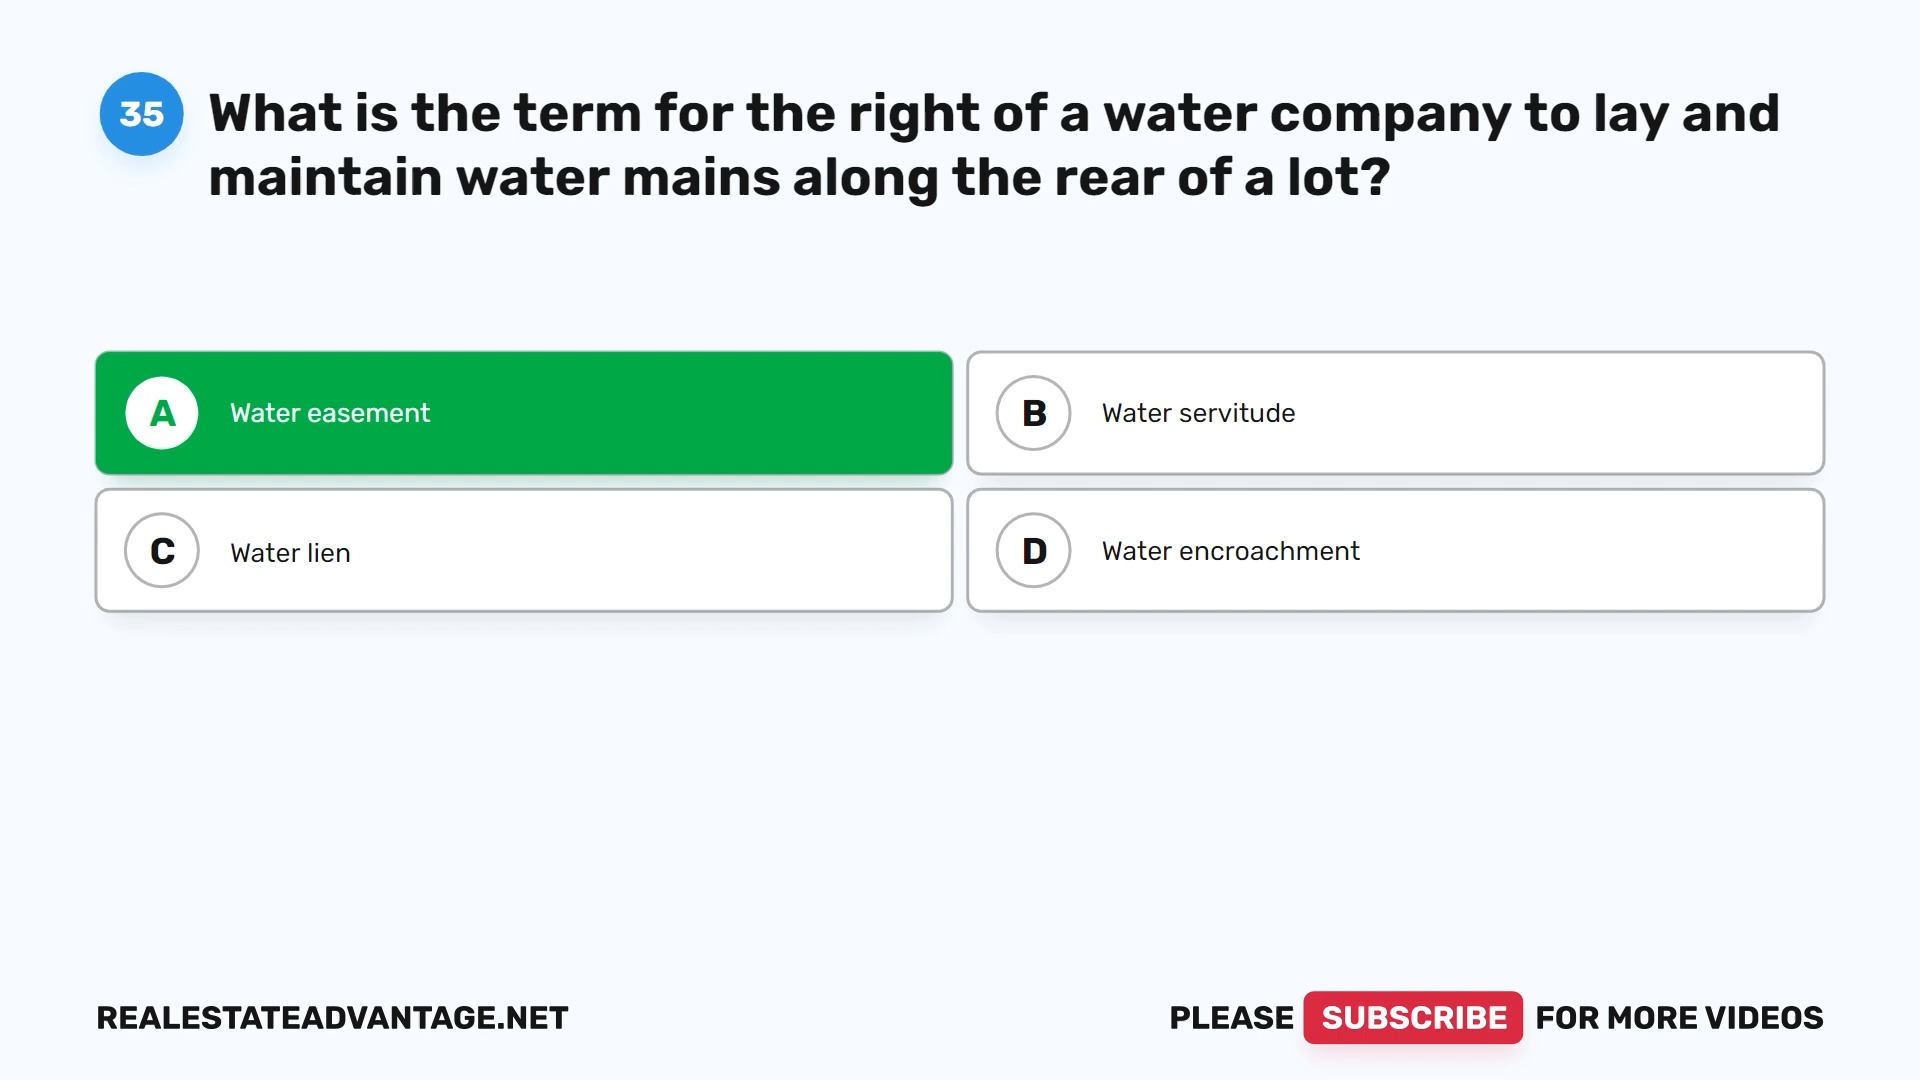 35
What is the term for the right of a water company to lay and
maintain water mains along the rear of a lot?
A Water easement
B Water servitude
C Water lien
D Water encroachment
REALESTATEADVANTAGE.NET
PLEASE SUBSCRIBE FOR MORE VIDEOS